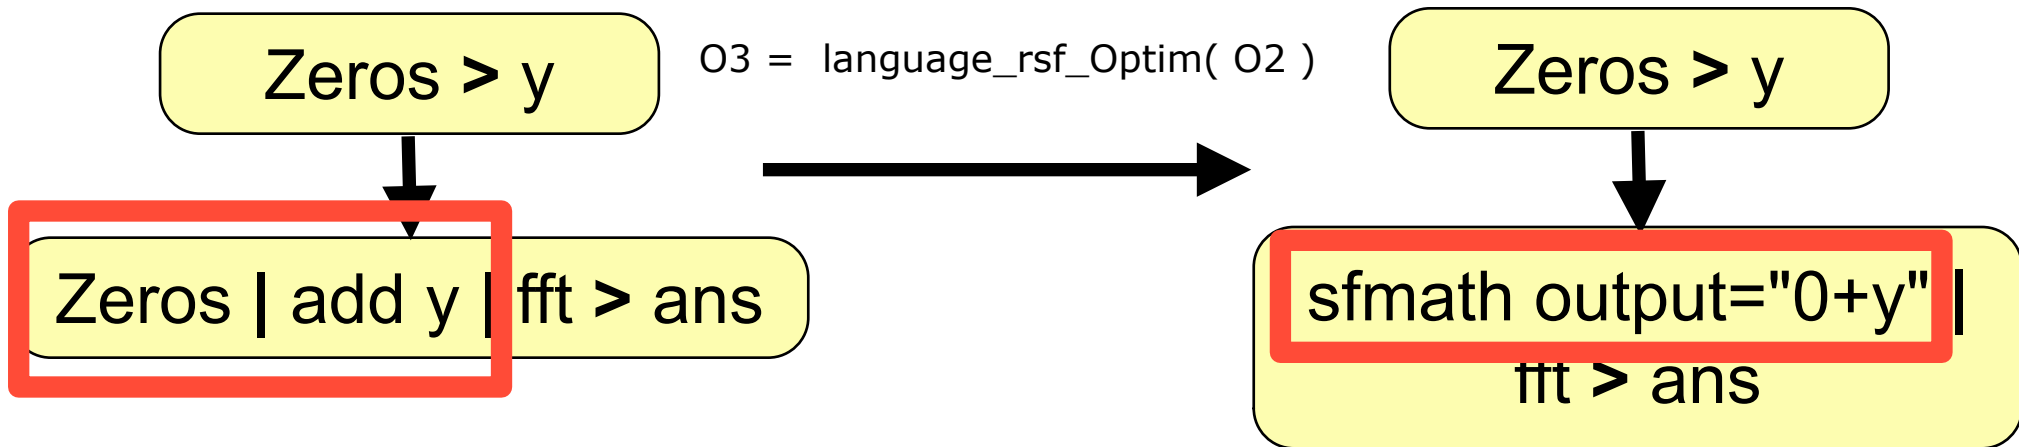 Zeros > y
O3 = language_rsf_Optim( O2 )
Zeros > y
Zeros | add y | fft > ans
sfmath output="0+y" |
fft > ans